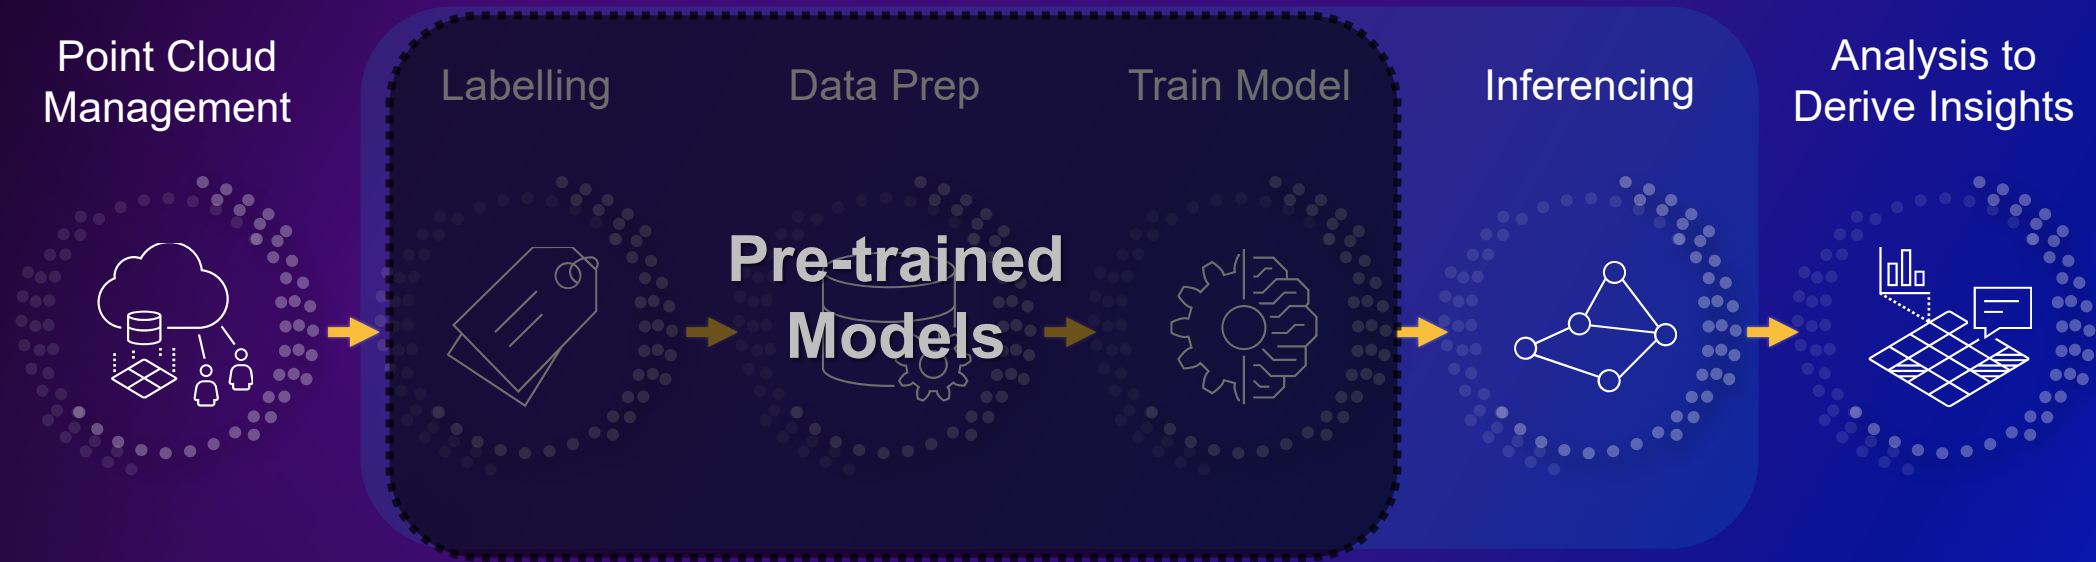 Point Cloud
Management
Labelling
Data Prep
Train Model
Inferencing
Analysis to
Derive Insights
Pre-trained
Models